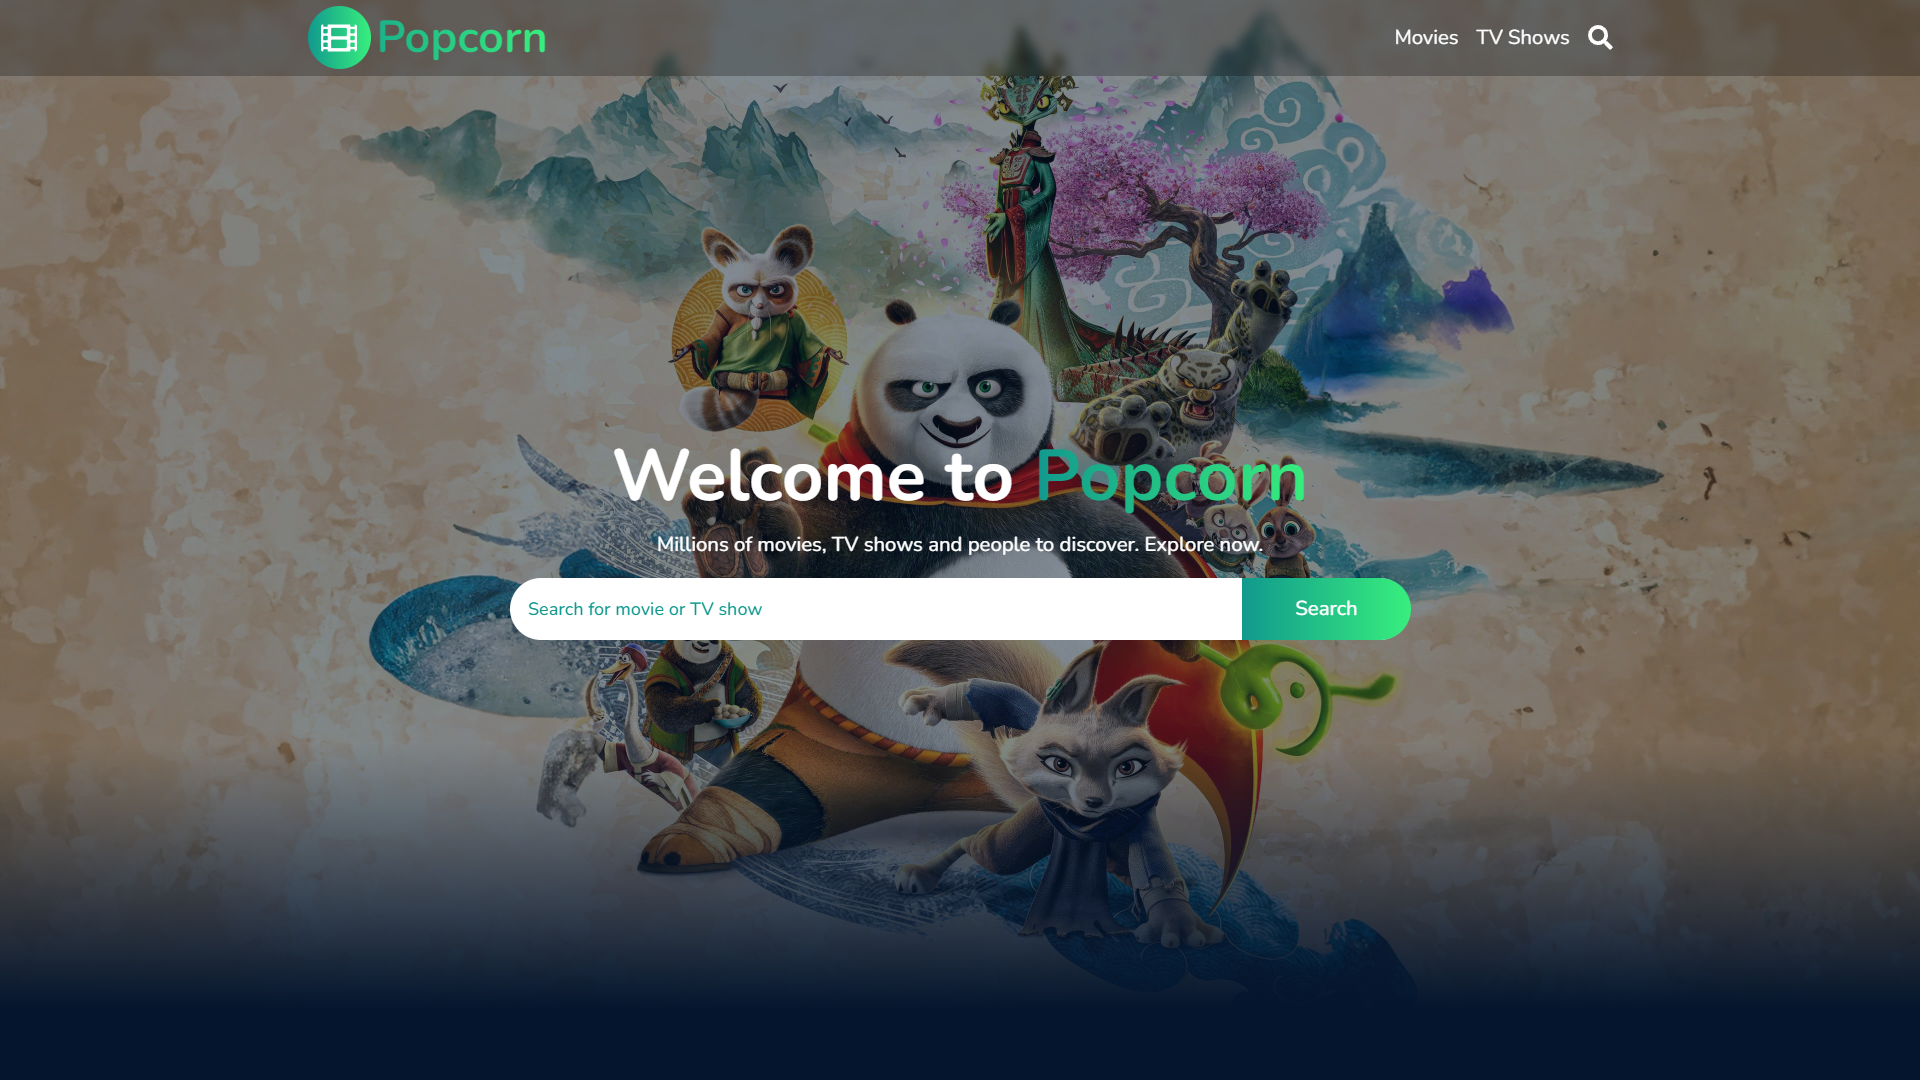 Popcorn
Movies TV Shows
Welcome to Popcorn
Millions of movies, TV shows and people to discover. Explore now.
Search for movie or TV show
Search